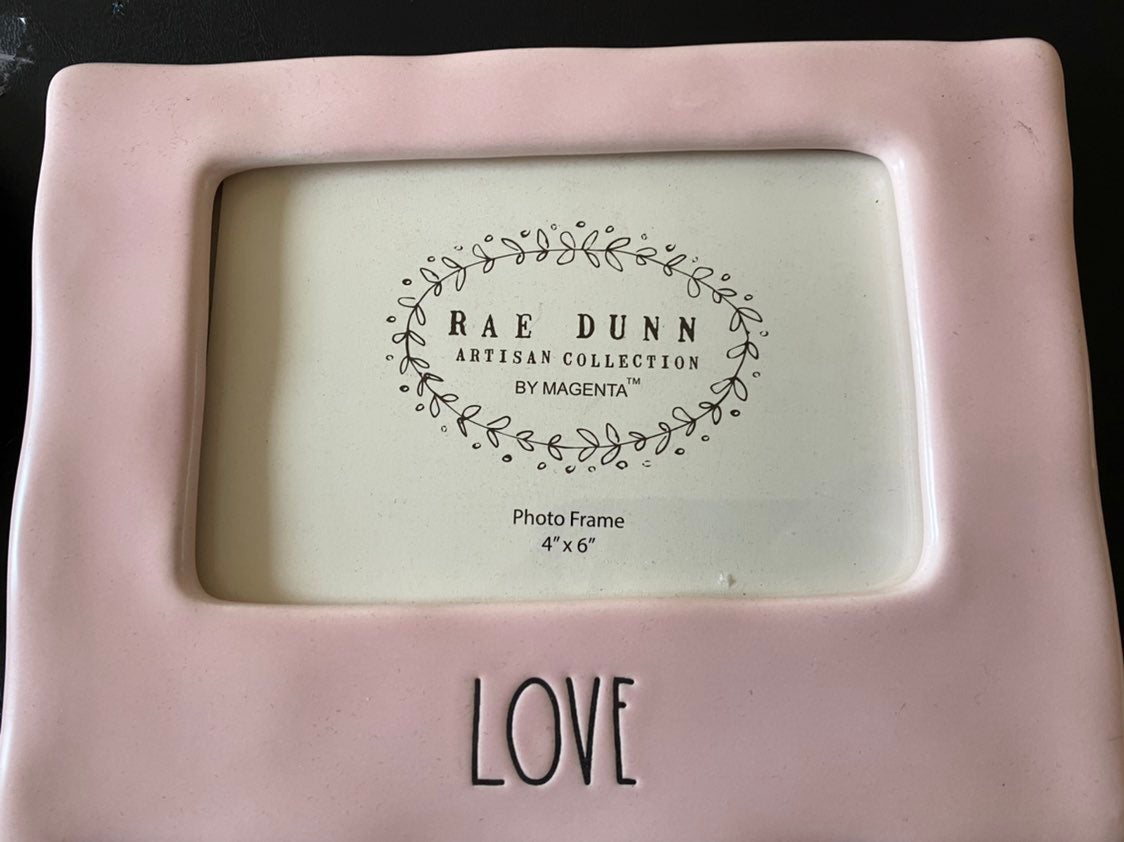 RAE DUNN
ARTISAN COLLECTION
BY MAGENTA™
Photo Frame
4" x 6"
LOVE